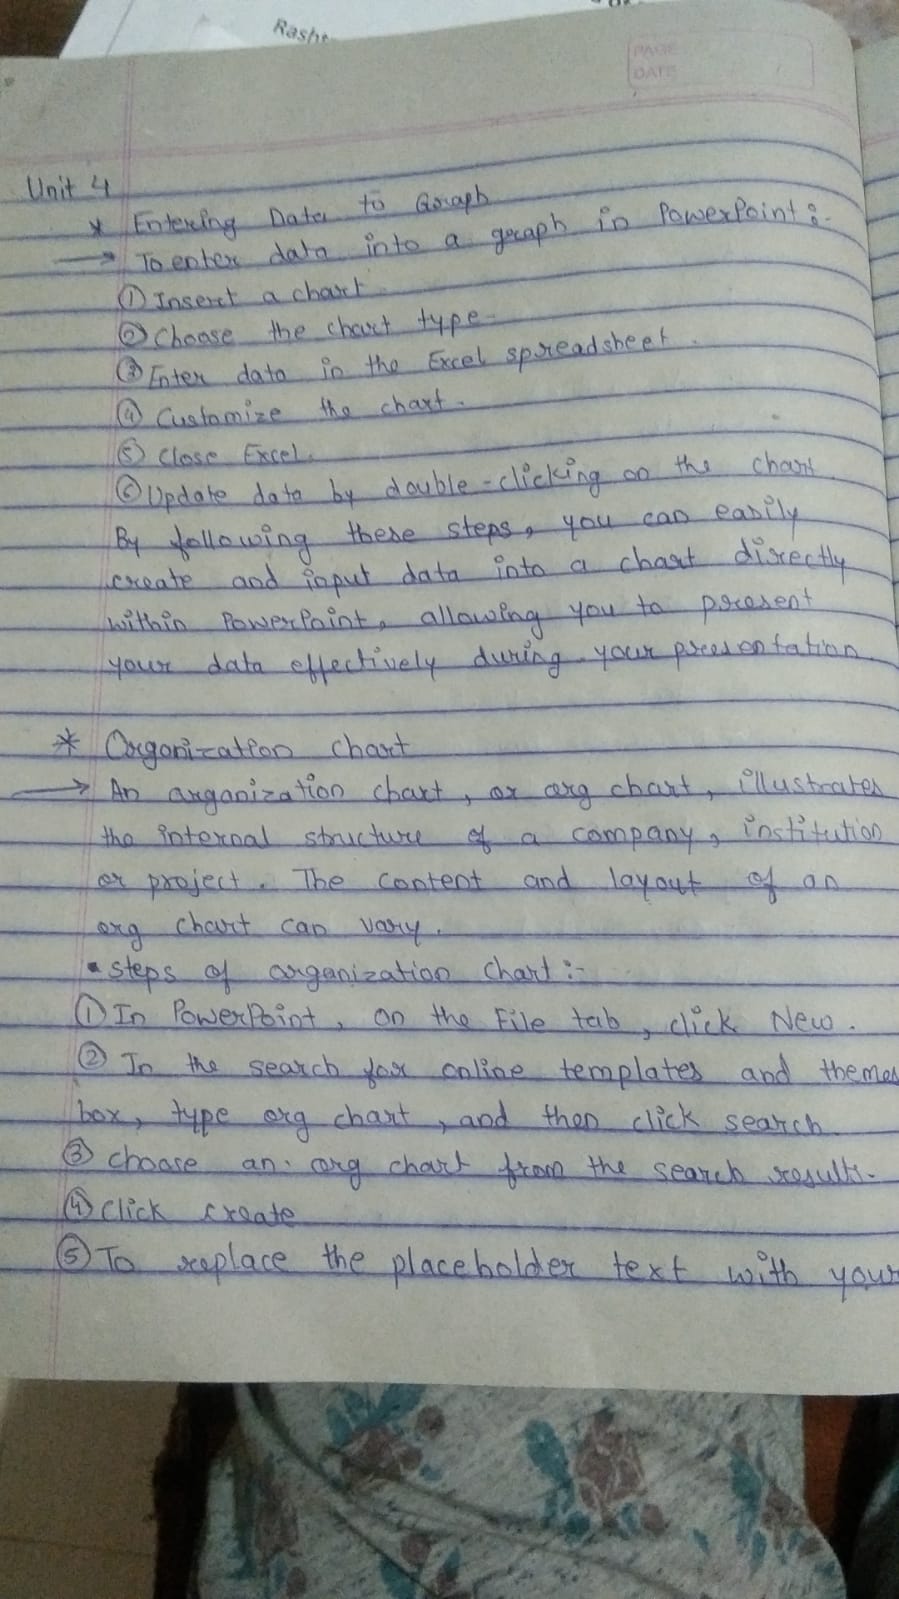 PAGE
DATE
Unit 4
* Entering Data to Graph
→ To enter data into a graph in PowerPoint :-
① Insert a chart
② Choose the chart type
③ Enter data in the Excel spreadsheet.
④ Customize the chart.
⑤ Close Excel.
⑥ Update data by double-clicking on the chart
By following these steps, you can easily
create and input data into a chart directly
within PowerPoint, allowing you to present
your data effectively during your presentation
* Organization chart
→ An organization chart, or org chart, illustrates
the internal structure of a company, institution
or project. The content and layout of an
org chart can vary.
• steps of organization chart :-
① In PowerPoint, on the File tab, click New.
② In the search for online templates and themes
box, type org chart, and then click search
③ choose an org chart from the search results.
④ click create
⑤ To replace the placeholder text with your